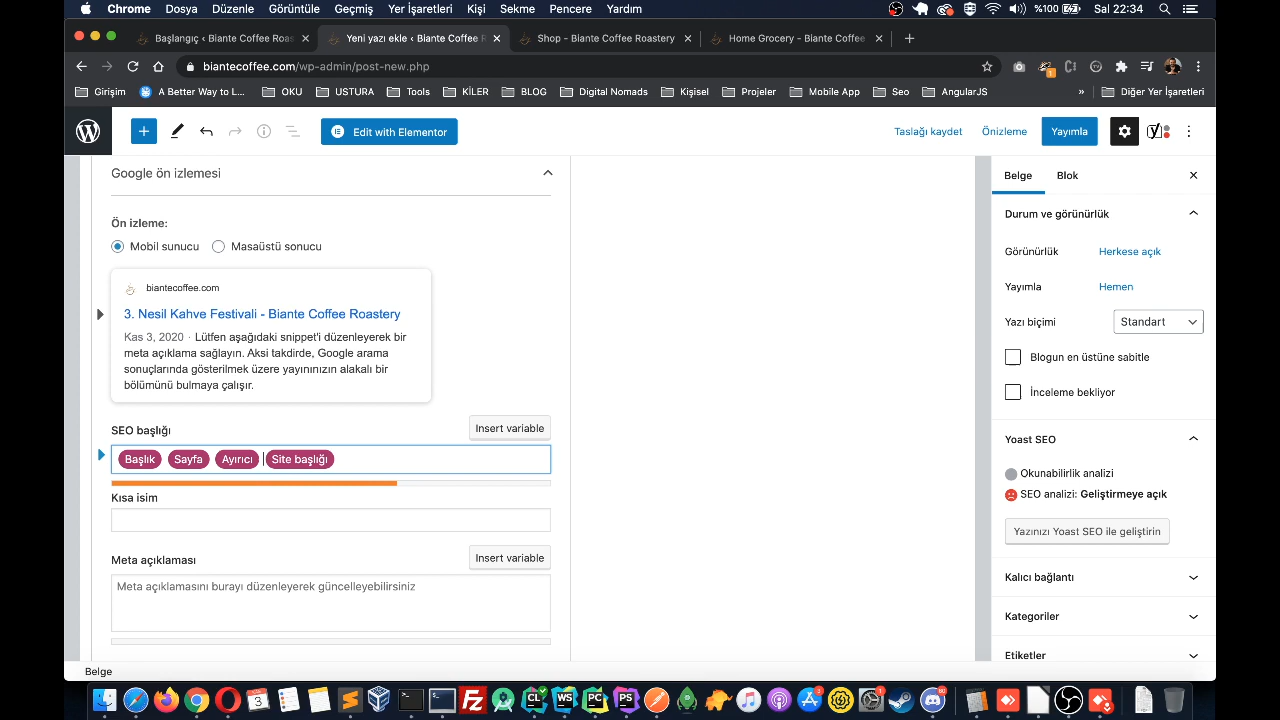 Chrome Dosya Düzenle Görüntüle Geçmiş Yer İşaretleri Kişi Sekme Pencere Yardım %100 Sal 22:34
Başlangıç ‹ Biante Coffee Roas
Yeni yazı ekle ‹ Biante Coffee R
Shop - Biante Coffee Roastery
Home Grocery - Biante Coffee
biantecoffee.com/wp-admin/post-new.php
Girişim A Better Way to L... OKU USTURA Tools KİLER BLOG Digital Nomads Kişisel Projeler Mobile App Seo AngularJS » Diğer Yer İşaretleri
Edit with Elementor
Taslağı kaydet Önizleme Yayımla
Google ön izlemesi
Ön izleme:
Mobil sunucu Masaüstü sonucu
biantecoffee.com
3. Nesil Kahve Festivali - Biante Coffee Roastery
Kas 3, 2020 · Lütfen aşağıdaki snippet'i düzenleyerek bir
meta açıklama sağlayın. Aksi takdirde, Google arama
sonuçlarında gösterilmek üzere yayınınızın alakalı bir
bölümünü bulmaya çalışır.
SEO başlığı Insert variable
Başlık Sayfa Ayırıcı Site başlığı
Kısa isim
Meta açıklaması Insert variable
Meta açıklamasını burayı düzenleyerek güncelleyebilirsiniz
Belge Blok
Durum ve görünürlük
Görünürlük Herkese açık
Yayımla Hemen
Yazı biçimi Standart
Blogun en üstüne sabitle
İnceleme bekliyor
Yoast SEO
Okunabilirlik analizi
SEO analizi: Geliştirmeye açık
Yazınızı Yoast SEO ile geliştirin
Kalıcı bağlantı
Kategoriler
Etiketler
Belge
3 CL WS PC PS